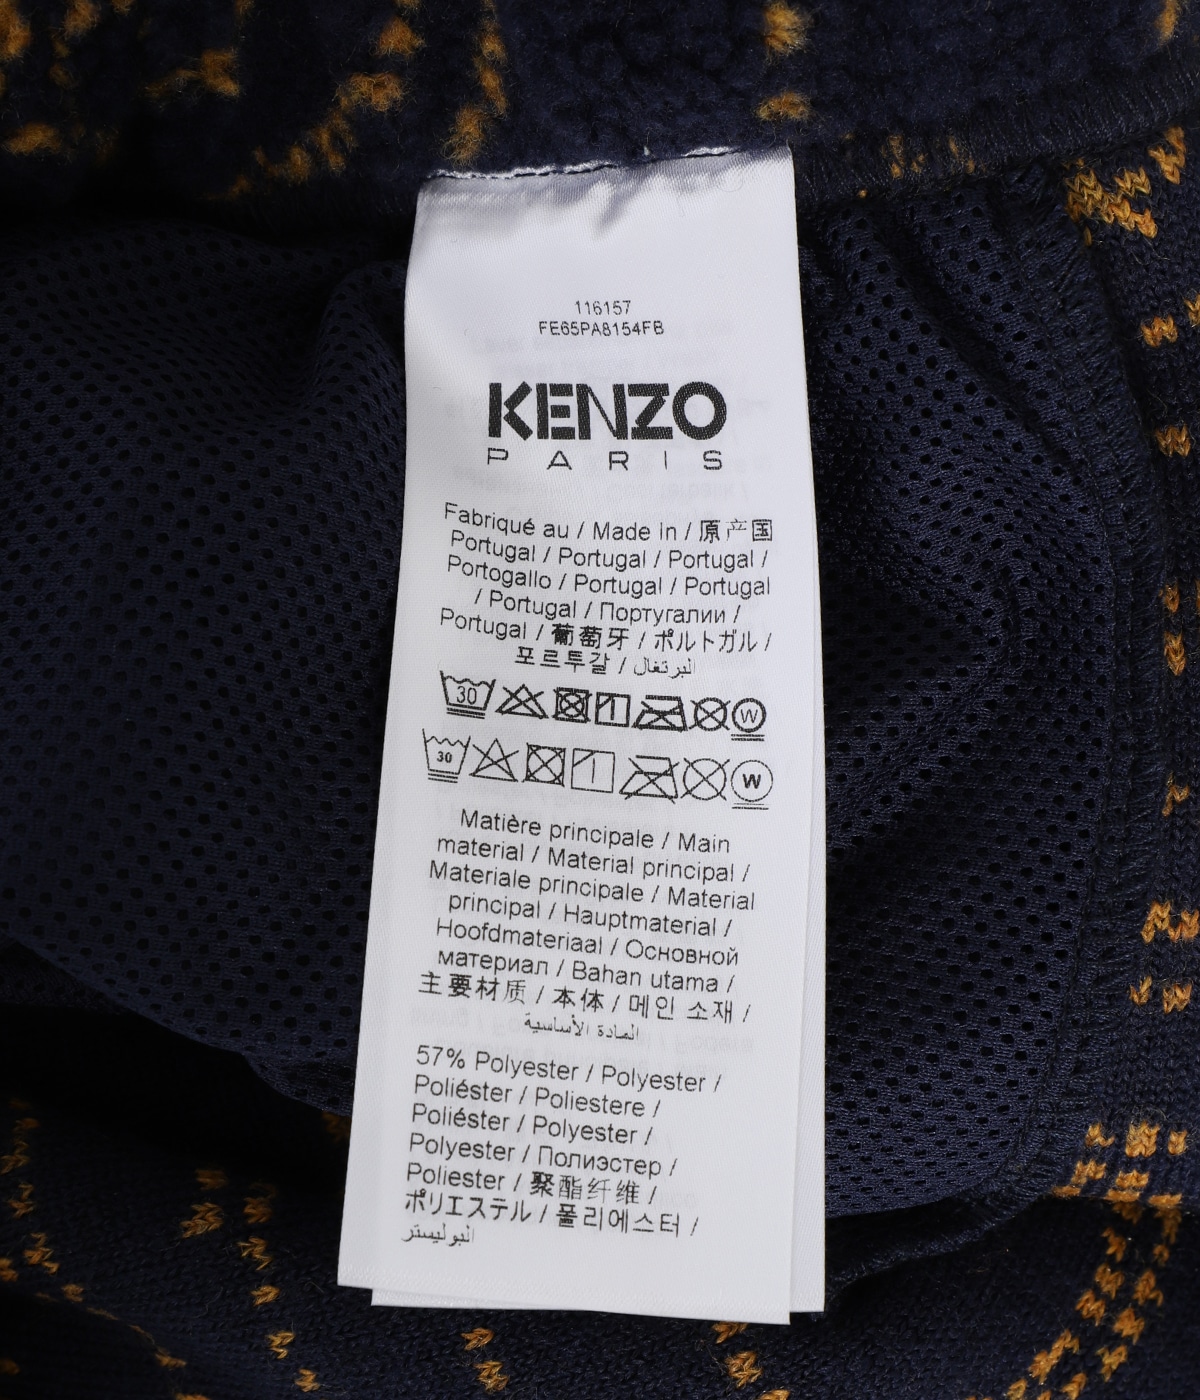 116157
FE65PA8154FB
KENZO
PARIS
Fabriqué au / Made in / 原产国
Portugal / Portugal / Portugal /
Portogallo / Portugal / Portugal
/ Portugal / Португалии /
Portugal / 葡萄牙 / ポルトガル /
포르투갈 / البرتغال
30 W
30 W
Matière principale / Main
material / Material principal /
Materiale principale / Material
principal / Hauptmaterial /
Hoofdmateriaal / Основной
материал / Bahan utama /
主要材质 / 本体 / 메인 소재 /
المادة الأساسية
57% Polyester / Polyester /
Poliéster / Poliestere /
Poliéster / Polyester /
Polyester / Полиэстер /
Poliester / 聚酯纤维 /
ポリエステル / 폴리에스터 /
البوليستر